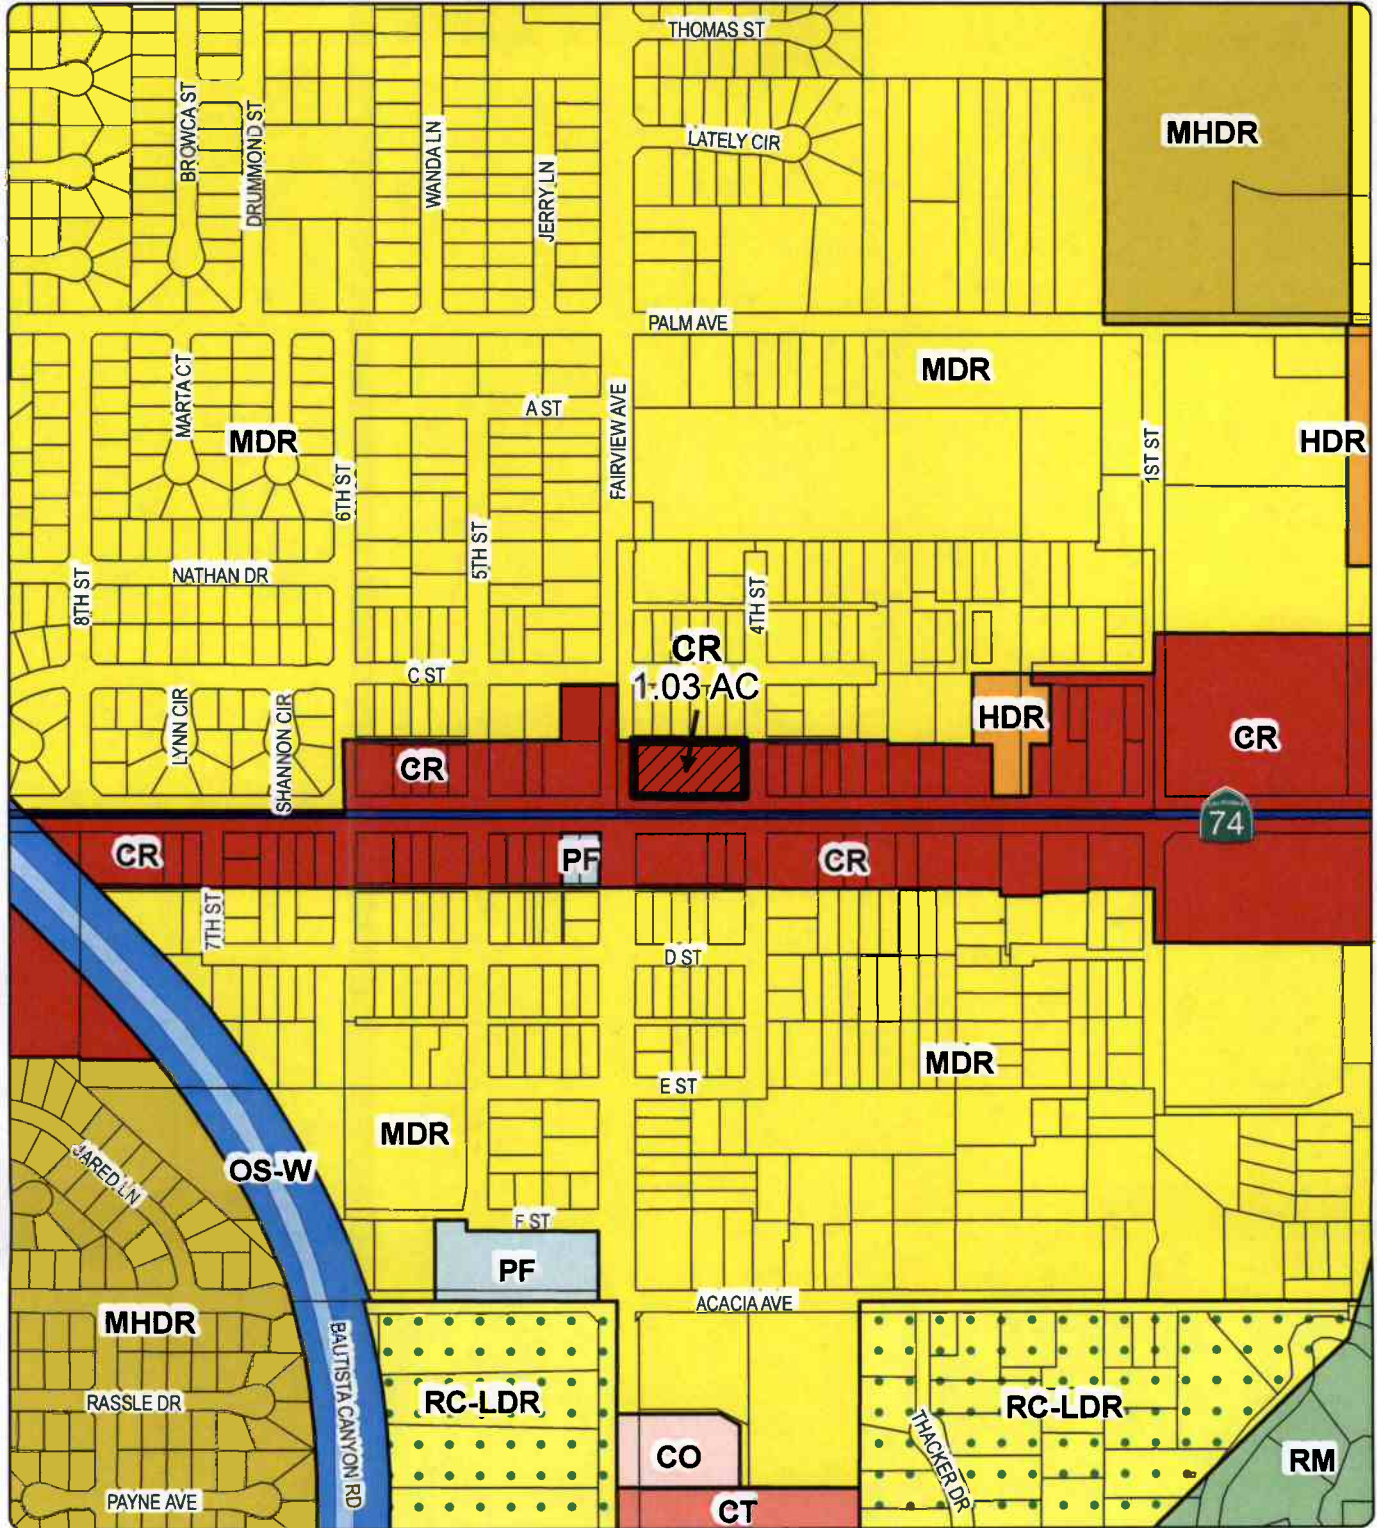 THOMAS ST
BROWCA ST
DRUMMOND ST
WANDA LN
JERRY LN
LATELY CIR
MHDR
PALM AVE
MARTA CT
MDR
A ST
FAIRVIEW AVE
MDR
HDR
6TH ST
1ST ST
5TH ST
NATHAN DR
8TH ST
4TH ST
CR
1.03 AC
C ST
LYNN CIR
SHANNON CIR
HDR
CR
CR
74
CR
PF
CR
7TH ST
D ST
MDR
E ST
MDR
JARED LN
OS-W
F ST
PF
ACACIA AVE
MHDR
BAUTISTA CANYON RD
RASSLE DR
RC-LDR
RC-LDR
THACKER DR
CO
RM
PAYNE AVE
CT